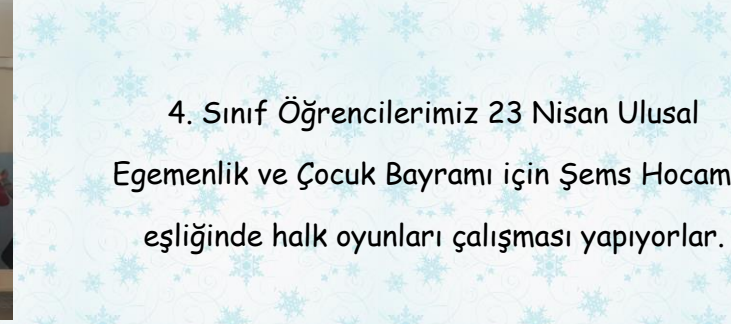 4. Sınıf Öğrencilerimiz 23 Nisan Ulusal
Egemenlik ve Çocuk Bayramı için Şems Hocam
eşliğinde halk oyunları çalışması yapıyorlar.